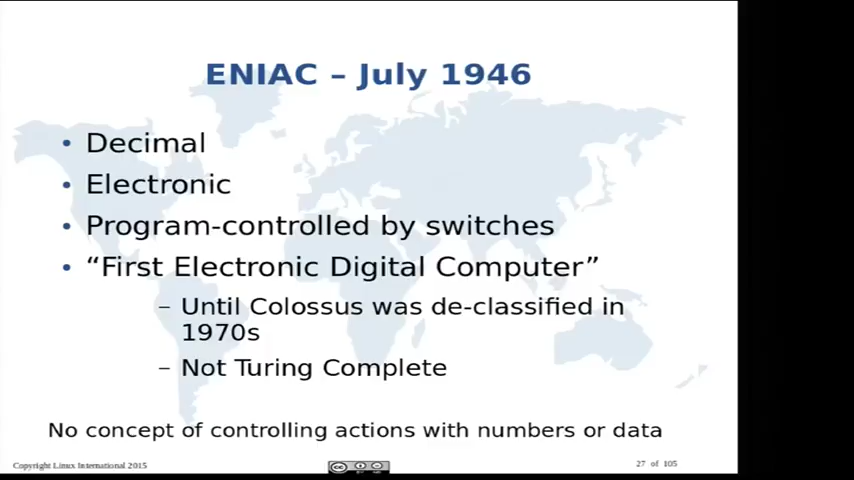 ENIAC – July 1946
• Decimal
• Electronic
• Program-controlled by switches
• “First Electronic Digital Computer”
– Until Colossus was de-classified in
1970s
– Not Turing Complete
No concept of controlling actions with numbers or data
Copyright Linux International 2015
27 of 105